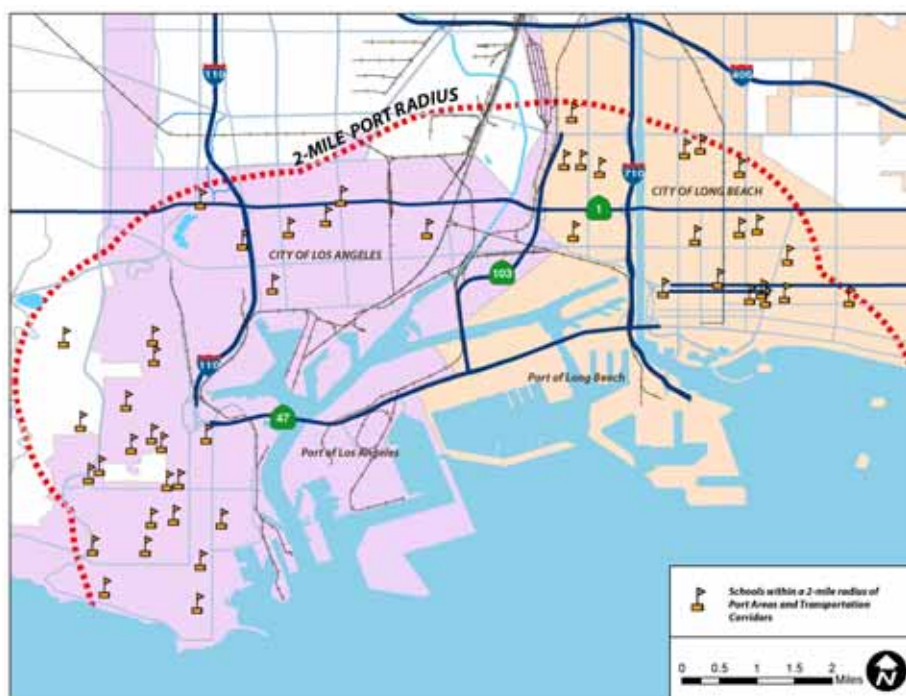 110
405
2-MILE PORT RADIUS
710
CITY OF LONG BEACH
1
CITY OF LOS ANGELES
103
110
Port of Long Beach
47
Port of Los Angeles
Schools within a 2-mile radius of
Port Areas and Transportation
Corridors
0 0.5 1 1.5 2
Miles
N